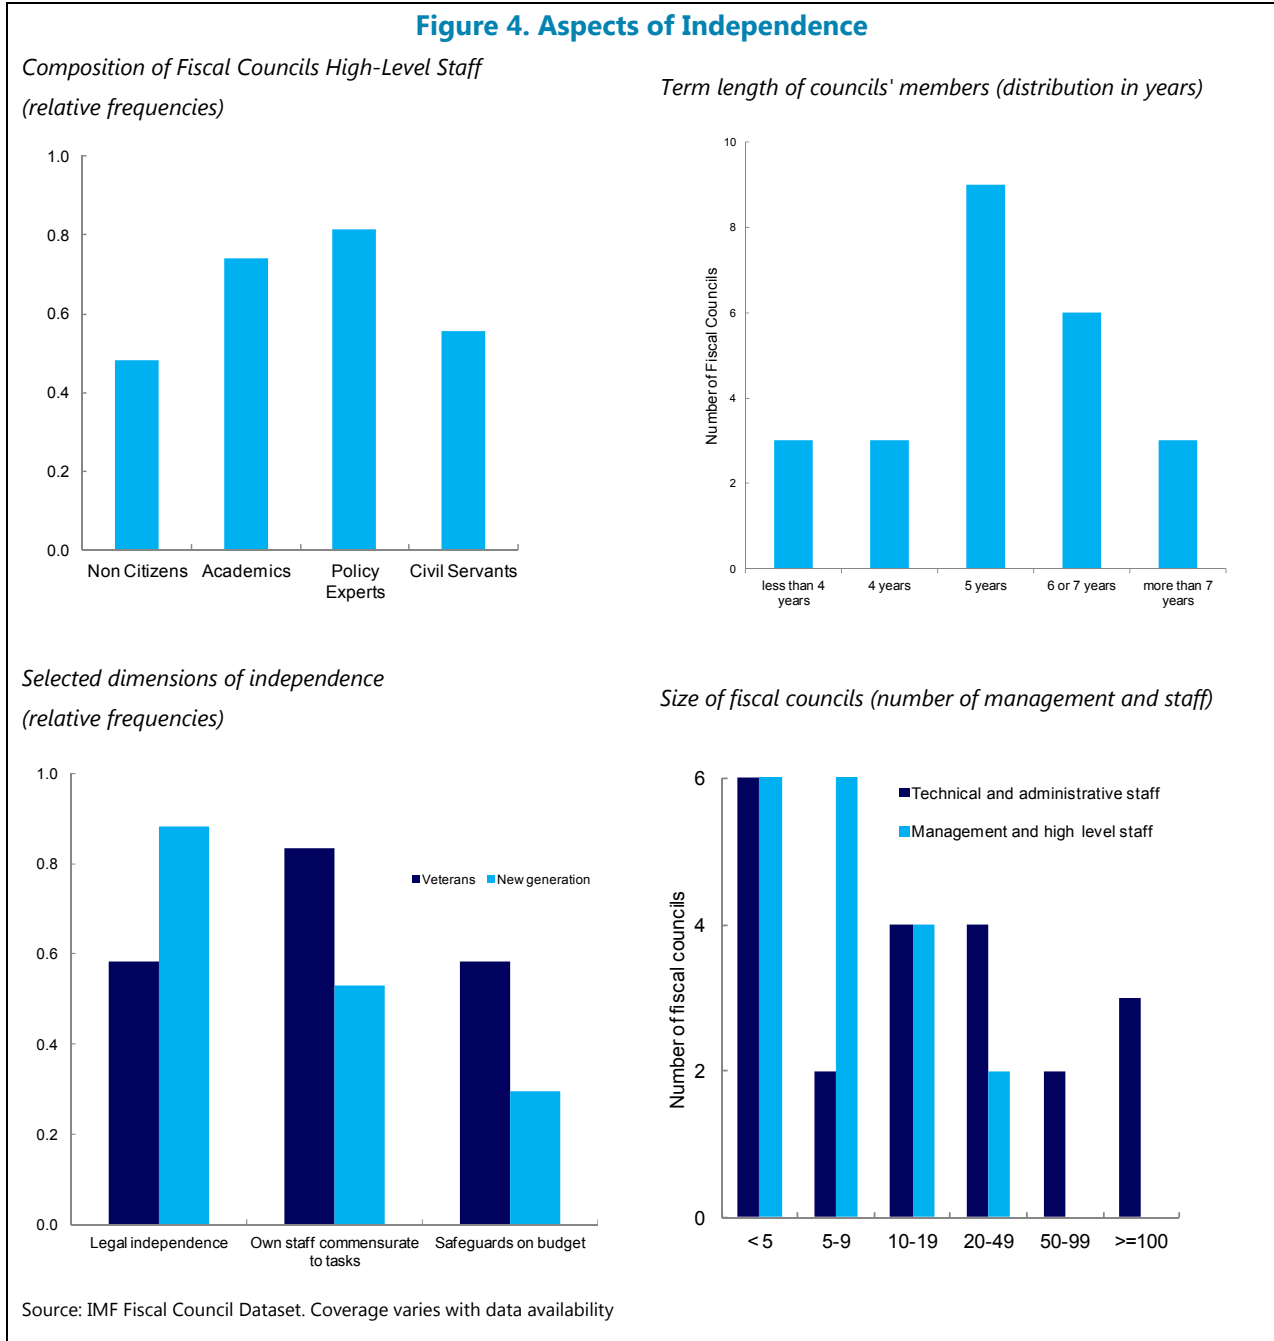 Figure 4. Aspects of Independence
Composition of Fiscal Councils High-Level Staff
(relative frequencies)
1.0
0.8
0.6
0.4
0.2
0.0
Non Citizens
Academics
Policy
Experts
Civil Servants
Term length of councils' members (distribution in years)
Number of Fiscal Councils
10
8
6
4
2
0
less than 4
years
4 years
5 years
6 or 7 years
more than 7
years
Selected dimensions of independence
(relative frequencies)
1.0
0.8
0.6
0.4
0.2
0.0
Veterans
New generation
Legal independence
Own staff commensurate
to tasks
Safeguards on budget
Size of fiscal councils (number of management and staff)
Number of fiscal councils
6
4
2
0
Technical and administrative staff
Management and high level staff
<5
5-9
10-19
20-49
50-99
>=100
Source: IMF Fiscal Council Dataset. Coverage varies with data availability